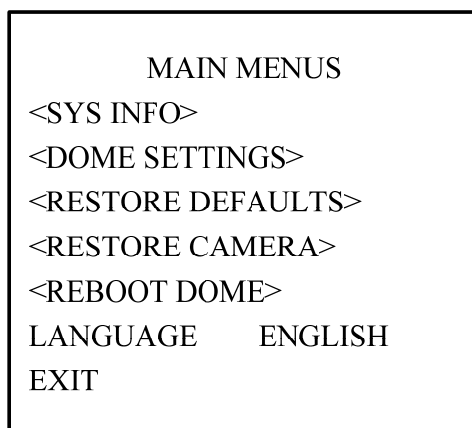 MAIN MENUS
<SYS INFO>
<DOME SETTINGS>
<RESTORE DEFAULTS>
<RESTORE CAMERA>
<REBOOT DOME>
LANGUAGE ENGLISH
EXIT